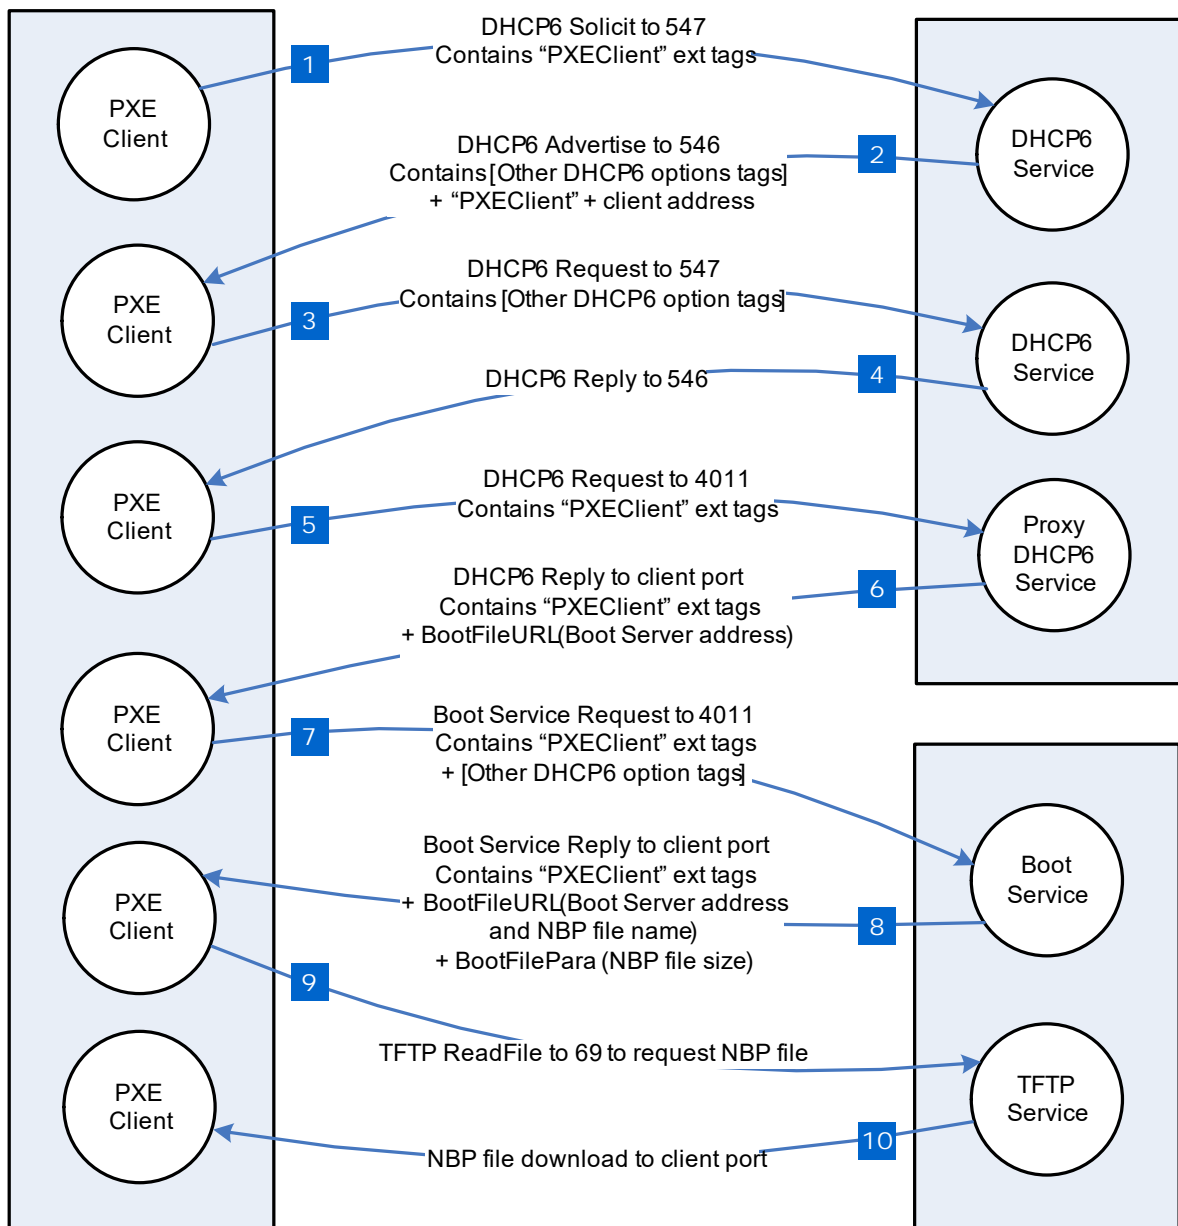 DHCP6 Solicit to 547
Contains “PXEClient” ext tags
1
PXE
Client
DHCP6
Service
DHCP6 Advertise to 546
Contains [Other DHCP6 options tags]
+ “PXEClient” + client address
2
PXE
Client
DHCP6 Request to 547
Contains [Other DHCP6 option tags]
3
DHCP6
Service
DHCP6 Reply to 546
4
PXE
Client
DHCP6 Request to 4011
Contains “PXEClient” ext tags
5
Proxy
DHCP6
Service
DHCP6 Reply to client port
Contains “PXEClient” ext tags
+ BootFileURL(Boot Server address)
6
PXE
Client
Boot Service Request to 4011
Contains “PXEClient” ext tags
+ [Other DHCP6 option tags]
7
Boot
Service
Boot Service Reply to client port
Contains “PXEClient” ext tags
+ BootFileURL(Boot Server address
and NBP file name)
+ BootFilePara (NBP file size)
8
PXE
Client
9
TFTP ReadFile to 69 to request NBP file
TFTP
Service
PXE
Client
10
NBP file download to client port